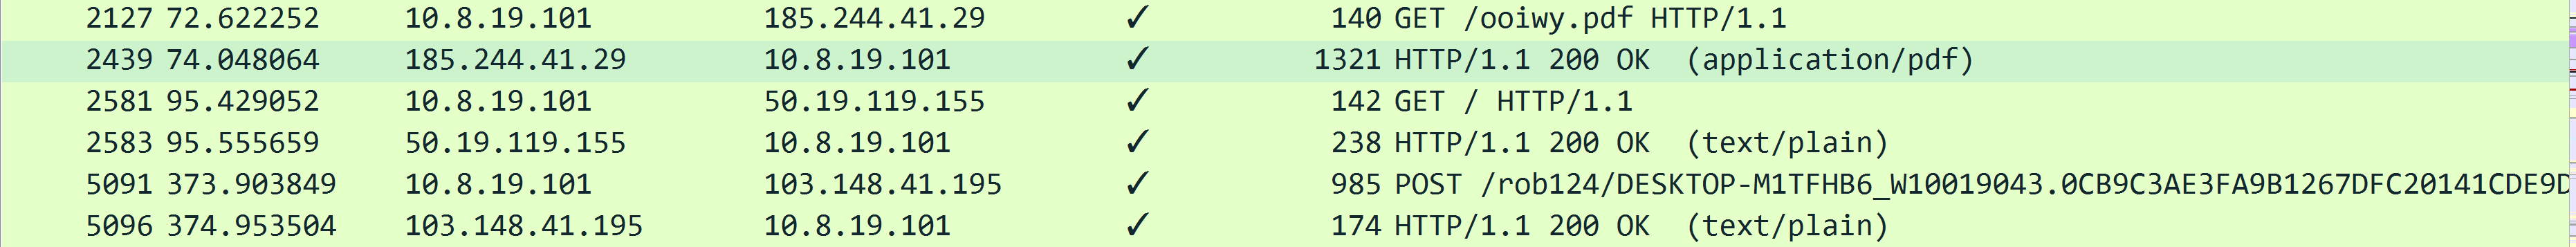 2127 72.622252 10.8.19.101 185.244.41.29 ✓ 140 GET /ooiwy.pdf HTTP/1.1
2439 74.048064 185.244.41.29 10.8.19.101 ✓ 1321 HTTP/1.1 200 OK (application/pdf)
2581 95.429052 10.8.19.101 50.19.119.155 ✓ 142 GET / HTTP/1.1
2583 95.555659 50.19.119.155 10.8.19.101 ✓ 238 HTTP/1.1 200 OK (text/plain)
5091 373.903849 10.8.19.101 103.148.41.195 ✓ 985 POST /rob124/DESKTOP-M1TFHB6_W10019043.0CB9C3AE3FA9B1267DFC20141CDE9D
5096 374.953504 103.148.41.195 10.8.19.101 ✓ 174 HTTP/1.1 200 OK (text/plain)